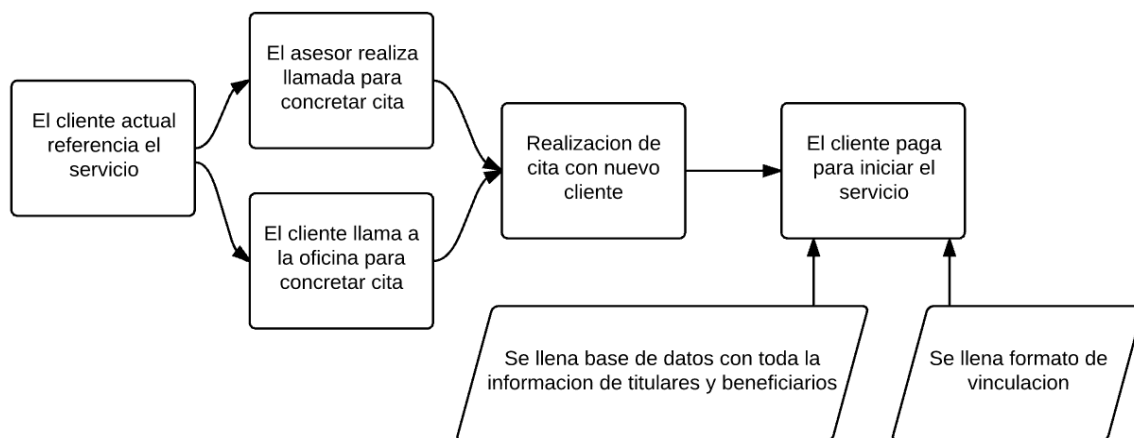 El cliente actual
referencia el
servicio
El asesor realiza
llamada para
concretar cita
El cliente llama a
la oficina para
concretar cita
Realizacion de
cita con nuevo
cliente
El cliente paga
para iniciar el
servicio
Se llena base de datos con toda la
informacion de titulares y beneficiarios
Se llena formato de
vinculacion